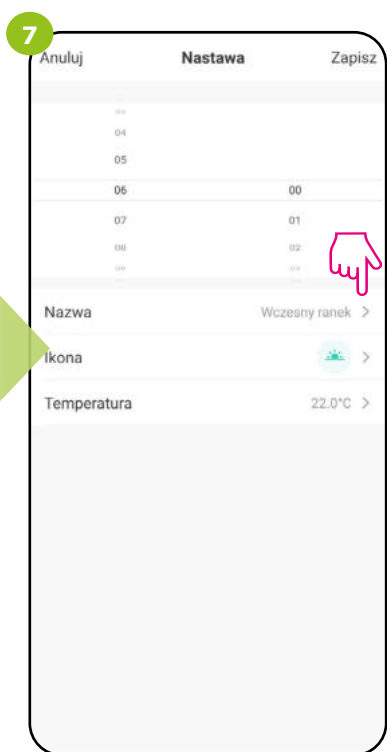 7
Anuluj Nastawa Zapisz
04
05
06 00
07 01
08 02
Nazwa Wczesny ranek >
Ikona >
Temperatura 22.0°C >